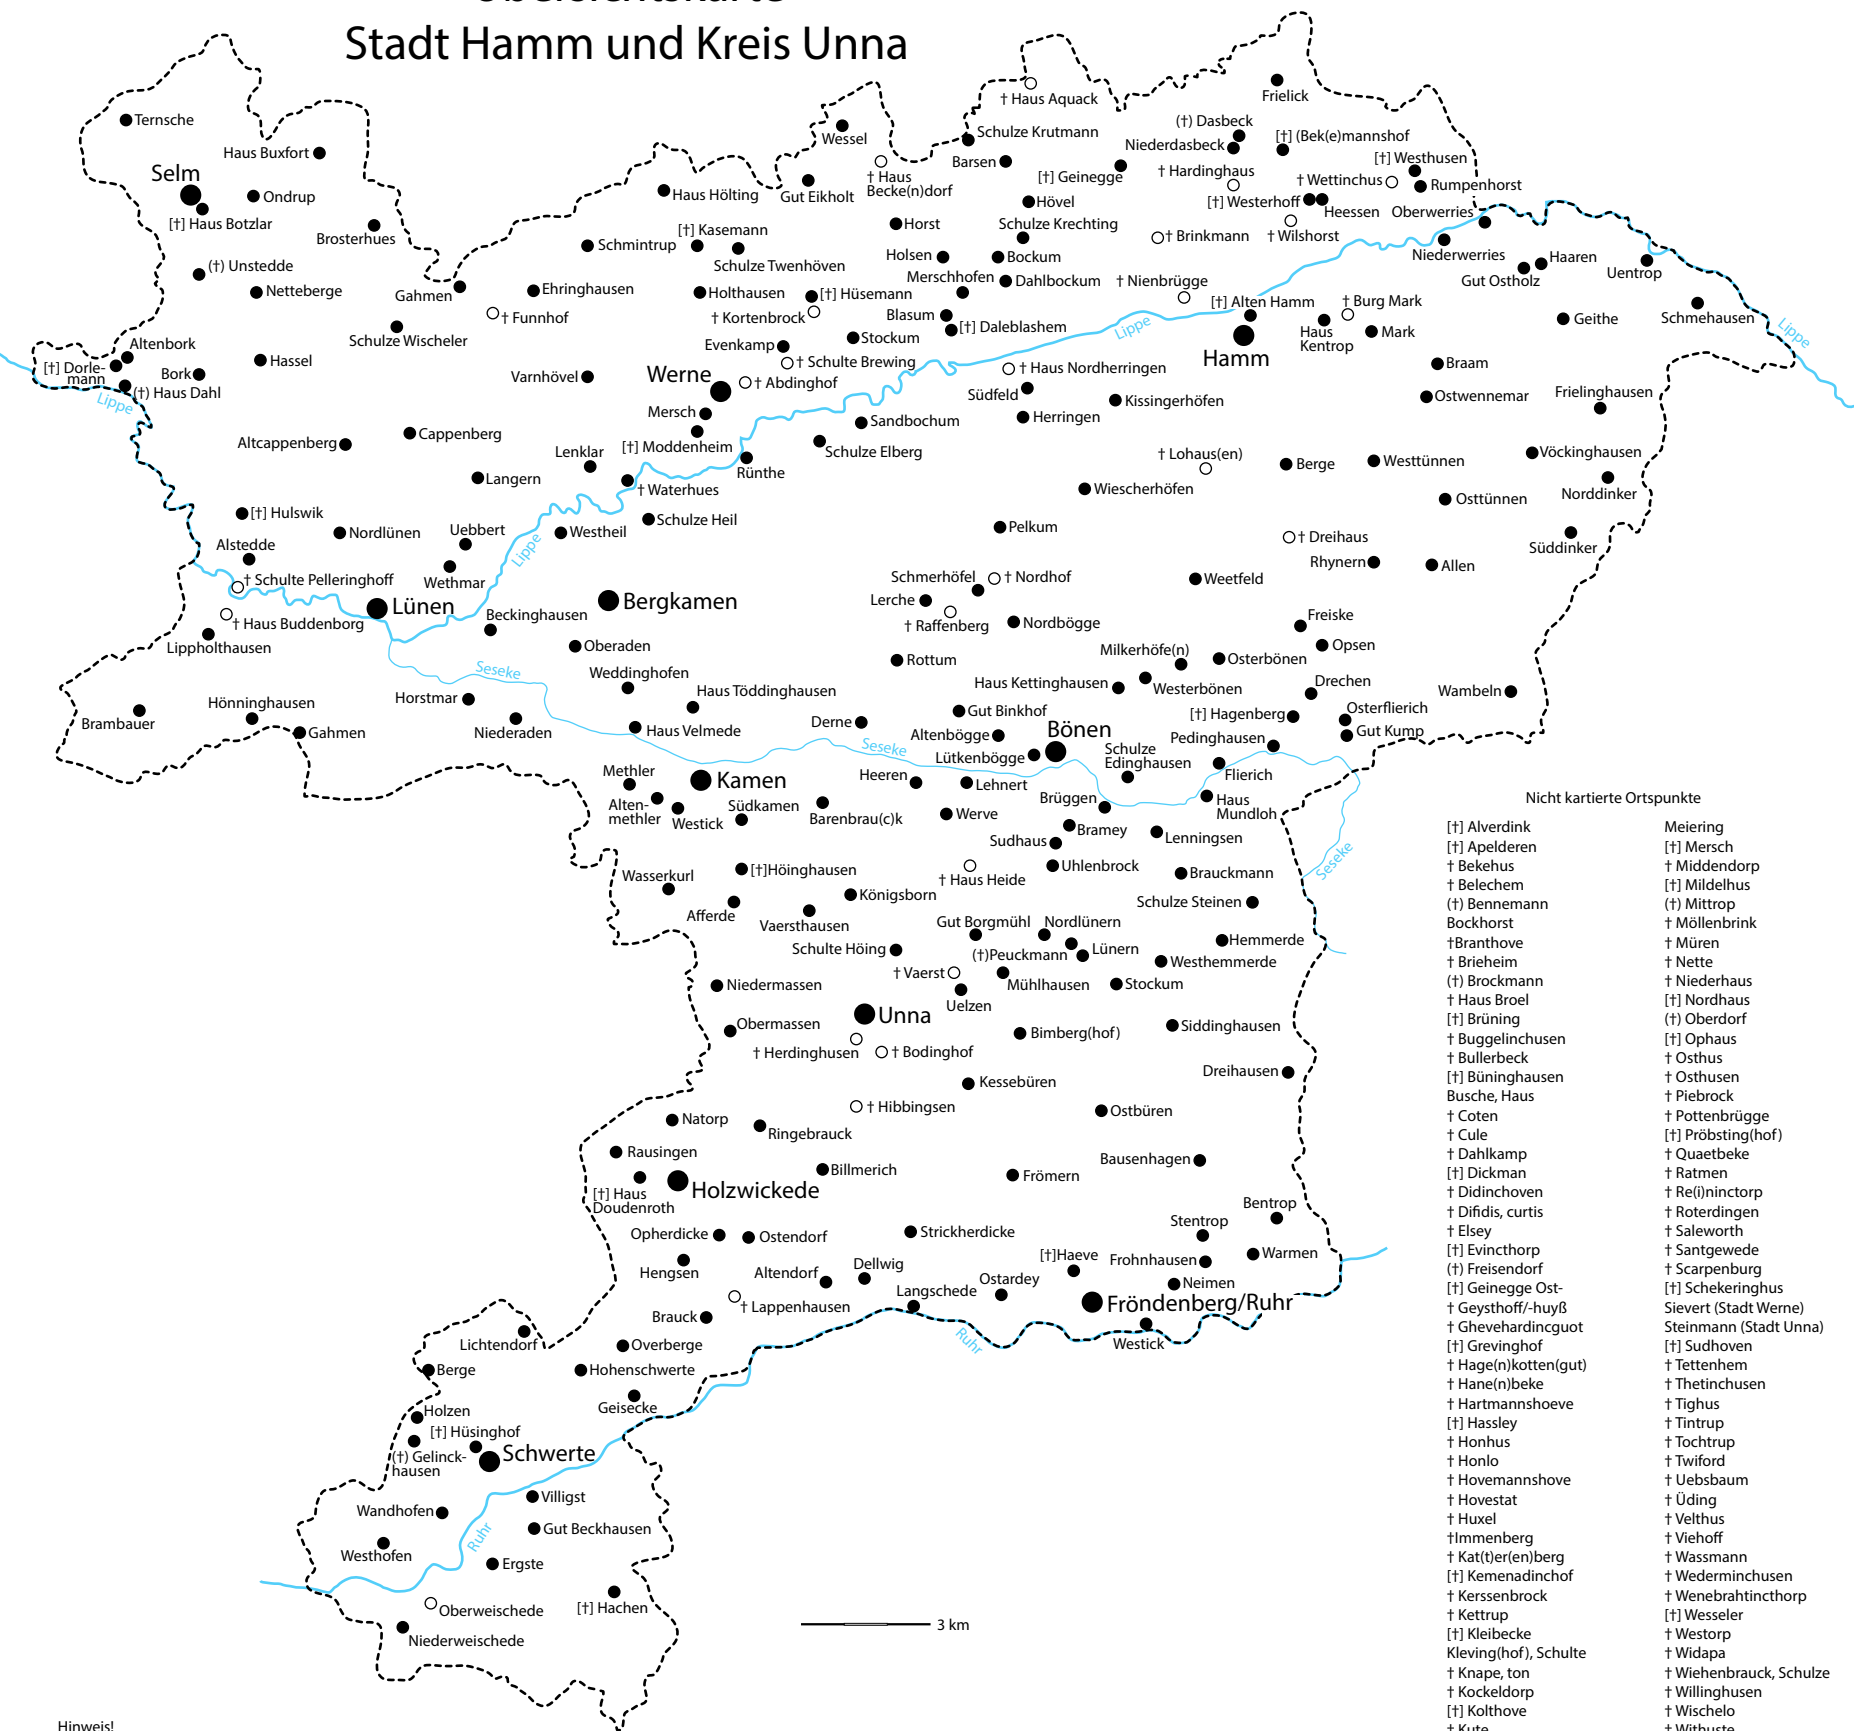 Stadt Hamm und Kreis Unna
† Haus Aquack
Frielick
Ternsche
Wessel
Schulze Krutmann
(†) Dasbeck
Niederdasbeck
[†] (Bek(e)mannshof
Haus Buxfort
Barsen
[†] Westhusen
Selm
† Haus
Becke(n)dorf
[†] Geinegge
† Hardinghaus
† Wettinchus
Rumpenhorst
Ondrup
Haus Hölting
Gut Eikholt
Hövel
[†] Westerhoff
Heessen
Oberwerries
[†] Haus Botzlar
Brosterhues
[†] Kasemann
Horst
Schulze Krechting
† Brinkmann
† Wilshorst
Schmintrup
Schulze Twenhöven
Holsen
Bockum
Niederwerries
Haaren
Uentrop
(†) Unstedde
Merschhofen
Dahlbockum
† Nienbrügge
Gut Ostholz
Netteberge
Gahmen
Ehringhausen
Holthausen
[†] Hüsemann
[†] Alten Hamm
† Burg Mark
† Funnhof
† Kortenbrock
Blasum
[†] Daleblashem
Lippe
Haus
Kentrop
Mark
Geithe
Schmehausen
Lippe
Schulze Wischeler
Stockum
Altenbork
Evenkamp
Hamm
[†] Dorle-
mann
Hassel
† Schulte Brewing
† Haus Nordherringen
Braam
Bork
Varnhövel
Werne
† Abdinghof
(†) Haus Dahl
Lippe
Südfeld
Kissingerhöfen
Ostwennemar
Frielinghausen
Mersch
Sandbochum
Herringen
Altcappenberg
Cappenberg
[†] Moddenheim
Schulze Elberg
Lenklar
Rünthe
† Lohaus(en)
Berge
Westtünnen
Vöckinghausen
Langern
† Waterhues
Wiescherhöfen
Osttünnen
Norddinker
[†] Hulswik
Nordlünen
Uebbert
Westheil
Schulze Heil
Pelkum
† Dreihaus
Süddinker
Alstedde
Lippe
Rhynern
Allen
† Schulte Pelleringhoff
Wethmar
Schmerhöfel
† Nordhof
Weetfeld
Lünen
Bergkamen
Lerche
† Haus Buddenborg
Beckinghausen
† Raffenberg
Nordbögge
Freiske
Lippholthausen
Oberaden
Opsen
Seseke
Weddinghofen
Rottum
Milkerhöfe(n)
Osterbönen
Haus Töddinghausen
Haus Kettinghausen
Westerbönen
Drechen
Wambeln
Brambauer
Hönninghausen
Horstmar
Gut Binkhof
[†] Hagenberg
Osterflierich
Gahmen
Niederaden
Haus Velmede
Derne
Altenbögge
Bönen
Pedinghausen
Gut Kump
Seseke
Lütkenbögge
Schulze
Edinghausen
Methler
Kamen
Heeren
Lehnert
Flierich
Alten-
methler
Westick
Südkamen
Barenbrau(c)k
Brüggen
Haus
Mundloh
Werve
Bramey
Lenningsen
Sudhaus
Seseke
[†]Höinghausen
† Haus Heide
Uhlenbrock
Brauckmann
Wasserkurl
Königsborn
Schulze Steinen
Afferde
Vaersthausen
Gut Borgmühl
Nordlünern
Schulte Höing
(†)Peuckmann
Lünern
Hemmerde
Westhemmerde
† Vaerst
Mühlhausen
Stockum
Niedermassen
Uelzen
Unna
Obermassen
Bimberg(hof)
Siddinghausen
† Herdinghusen
† Bodinghof
Dreihausen
Kessebüren
† Hibbingsen
Ostbüren
Natorp
Ringebrauck
Rausingen
Billmerich
Frömern
Bausenhagen
[†] Haus
Doudenroth
Holzwickede
Bentrop
Opherdicke
Ostendorf
Strickherdicke
Stentrop
Hengsen
[†]Haeve
Frohnhausen
Warmen
Altendorf
Dellwig
Ostardey
Neimen
† Lappenhausen
Langschede
Fröndenberg/Ruhr
Brauck
Westick
Lichtendorf
Overberge
Ruhr
Berge
Hohenschwerte
Geisecke
Holzen
[†] Hüsinghof
(†) Gelinck-
hausen
Schwerte
Villigst
Wandhofen
Gut Beckhausen
Ruhr
Westhofen
Ergste
Oberweischede
[†] Hachen
Niederweischede
3 km
Hinweis!
Nicht kartierte Ortspunkte
[†] Alverdink
[†] Apelderen
† Bekehus
† Belechem
(†) Bennemann
Bockhorst
†Branthove
† Brieheim
(†) Brockmann
† Haus Broel
[†] Brüning
† Buggelinchusen
† Bullerbeck
[†] Büninghausen
Busche, Haus
† Coten
† Cule
† Dahlkamp
[†] Dickman
† Didinchoven
† Difidis, curtis
† Elsey
[†] Evincthorp
(†) Freisendorf
[†] Geinegge Ost-
† Geysthoff/-huyß
† Ghevehardincguot
[†] Grevinghof
† Hage(n)kotten(gut)
† Hane(n)beke
† Hartmannshoeve
[†] Hassley
† Honhus
† Honlo
† Hovemannshove
† Hovestat
† Huxel
†Immenberg
† Kat(t)er(en)berg
[†] Kemenadinchof
† Kerssenbrock
† Kettrup
[†] Kleibecke
Kleving(hof), Schulte
† Knape, ton
† Kockeldorp
[†] Kolthove
† Kute
Meiering
[†] Mersch
† Middendorp
[†] Mildelhus
(†) Mittrop
† Möllenbrink
† Müren
† Nette
† Niederhaus
[†] Nordhaus
(†) Oberdorf
[†] Ophaus
† Osthus
† Osthusen
† Piebrock
† Pottenbrügge
[†] Pröbsting(hof)
† Quaetbeke
† Ratmen
† Re(i)ninctorp
† Roterdingen
† Saleworth
† Santgewede
† Scarpenburg
[†] Schekeringhus
Sievert (Stadt Werne)
Steinmann (Stadt Unna)
[†] Sudhoven
† Tettenhem
† Thetinchusen
† Tighus
† Tintrup
† Tochtrup
† Twiford
† Uebsbaum
† Üding
† Velthus
† Viehoff
† Wassmann
† Wederminchusen
† Wenebrahtincthorp
[†] Wesseler
† Westorp
† Widapa
† Wiehenbrauck, Schulze
† Willinghusen
† Wischelo
† Withuste